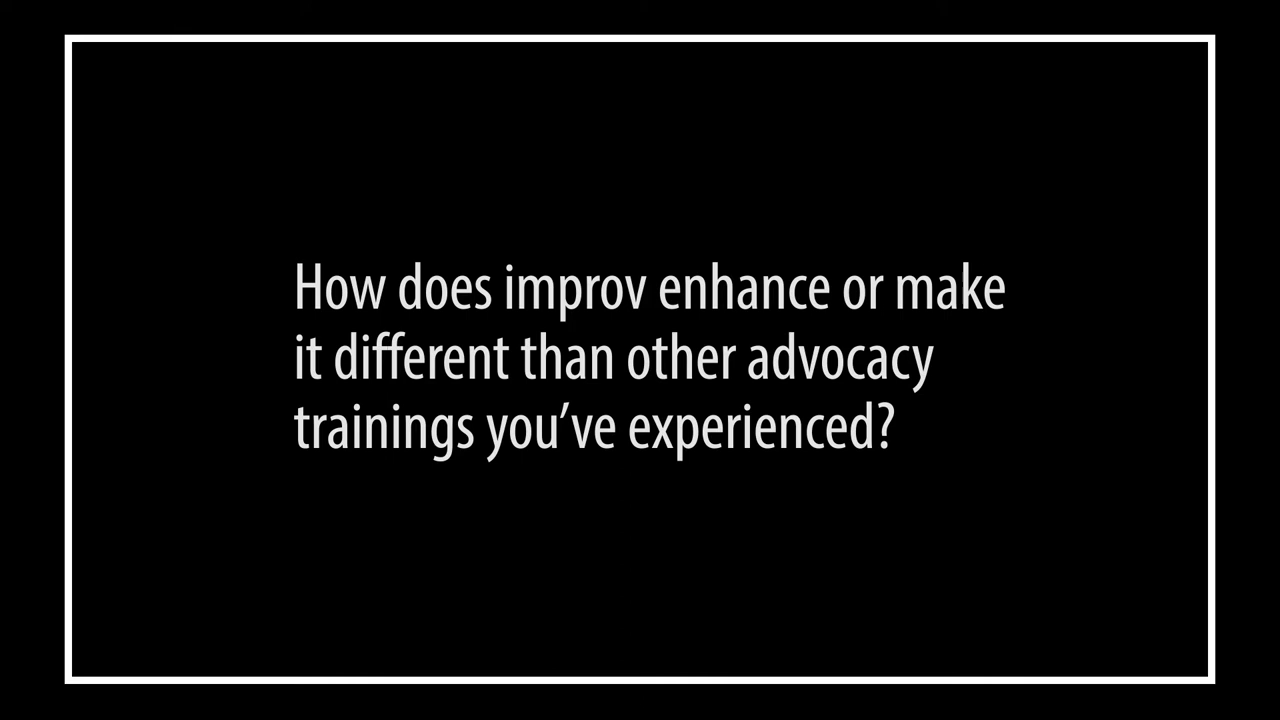 How does improv enhance or make
it different than other advocacy
trainings you’ve experienced?